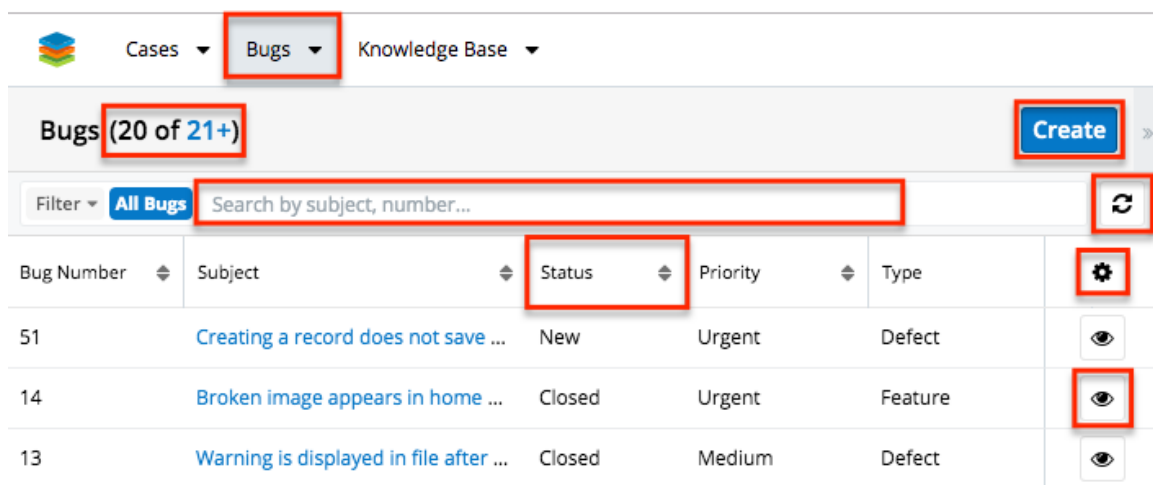 Cases Bugs Knowledge Base
Bugs (20 of 21+) Create »
Filter All Bugs Search by subject, number...
Bug Number Subject Status Priority Type
51 Creating a record does not save ... New Urgent Defect
14 Broken image appears in home ... Closed Urgent Feature
13 Warning is displayed in file after ... Closed Medium Defect